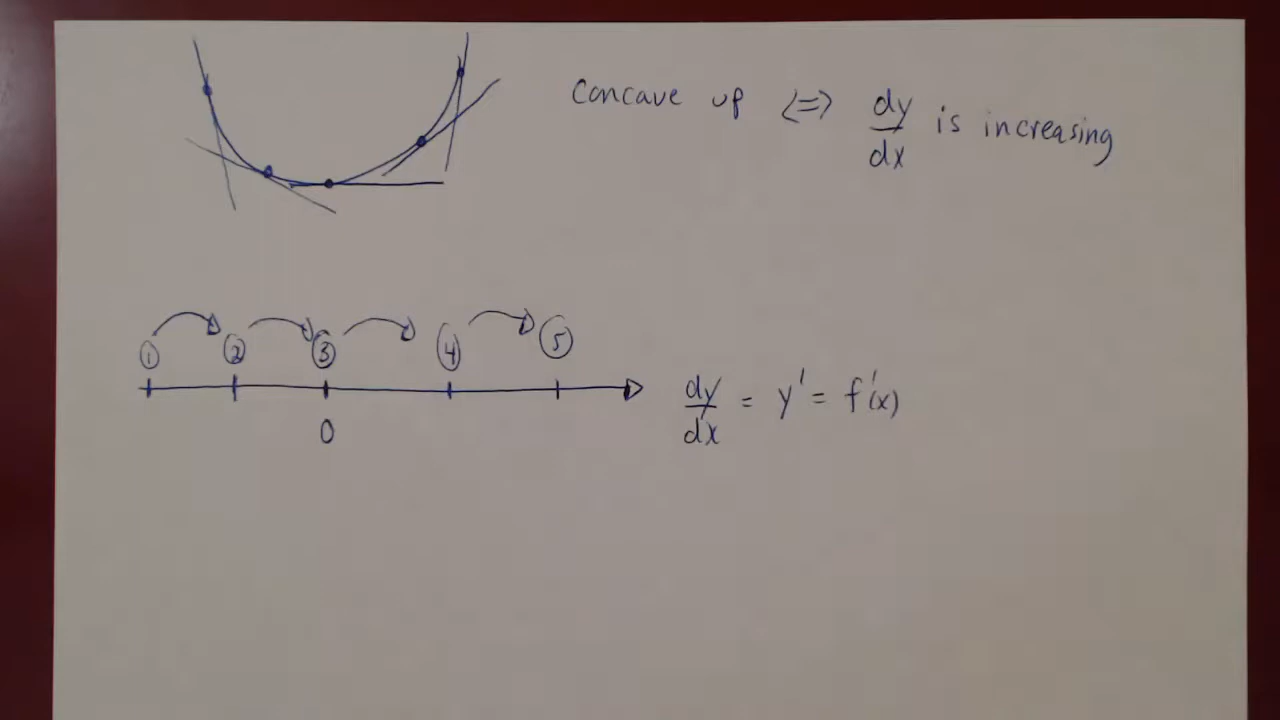 Concave up <=> dy/dx is increasing
① ② ③ ④ ⑤
0
dy/dx = y' = f'(x)